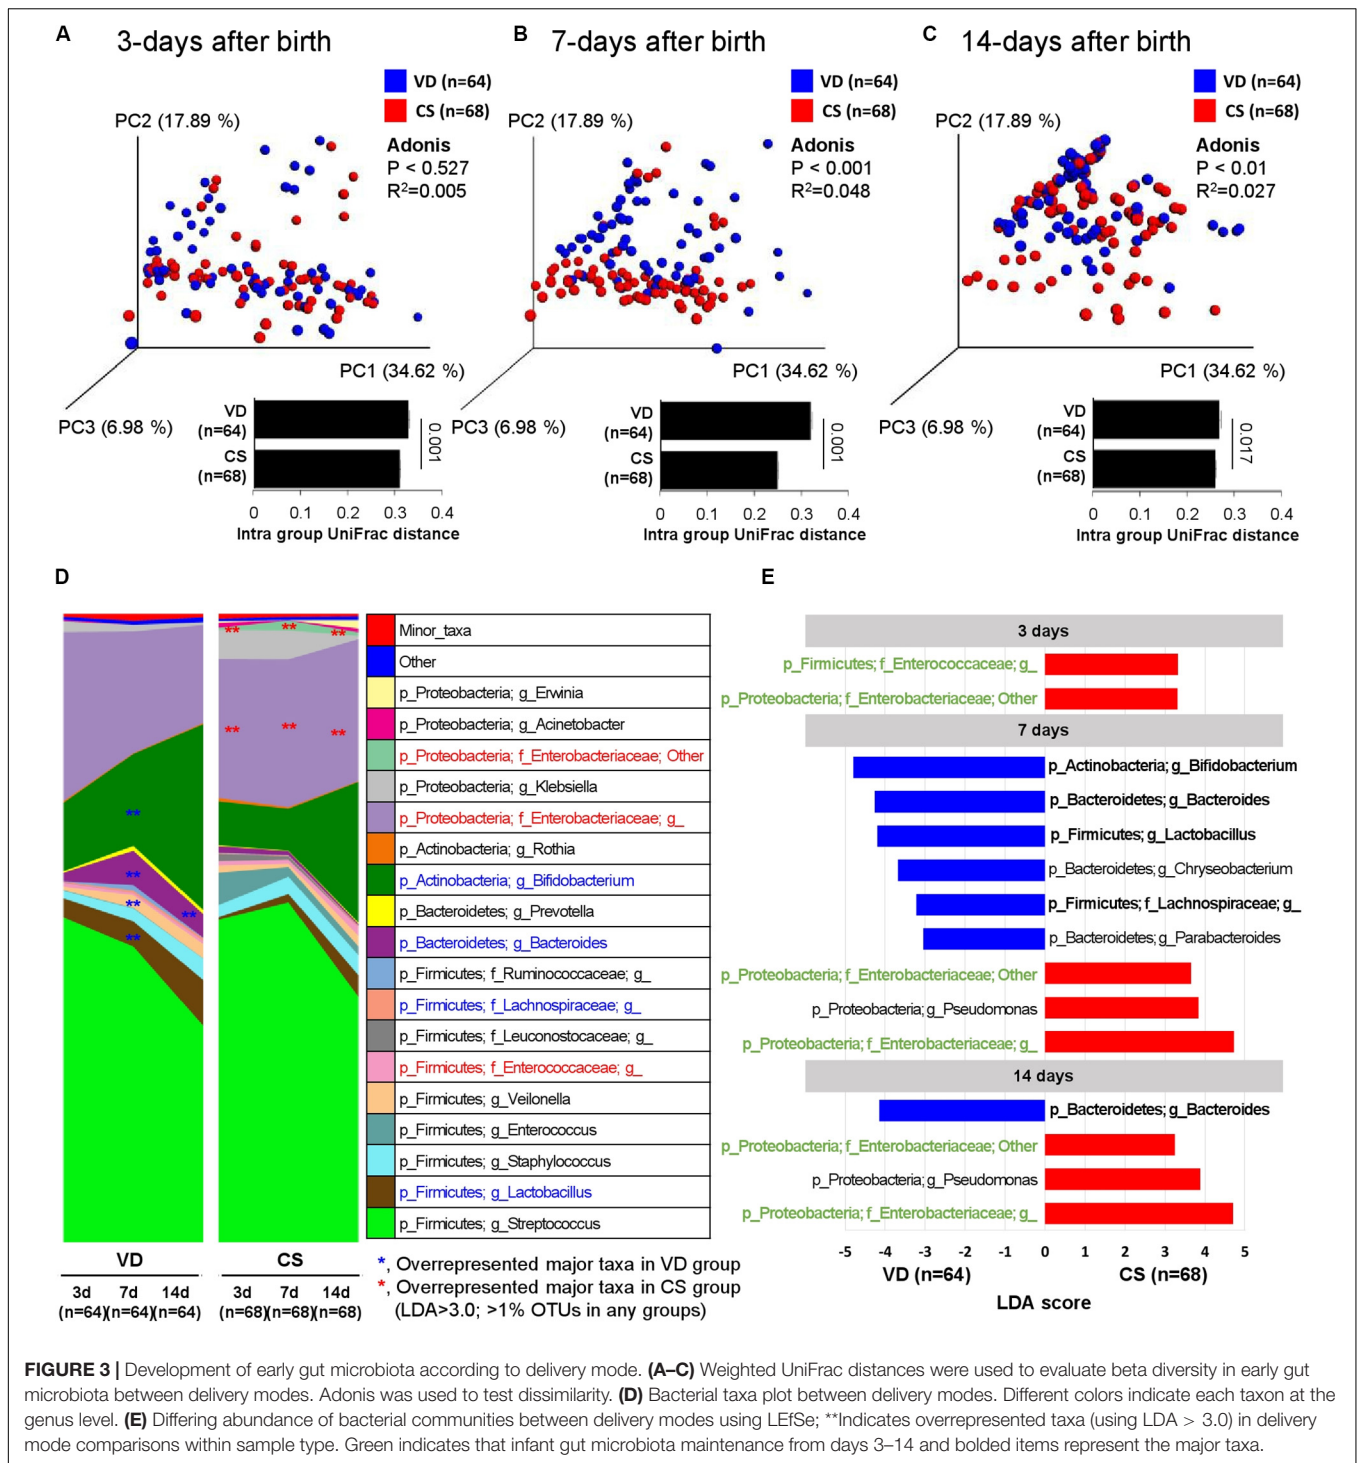 A 3-days after birth
VD (n=64)
CS (n=68)
PC2 (17.89 %)
Adonis
P < 0.527
R²=0.005
PC1 (34.62 %)
PC3 (6.98 %)
VD
(n=64)
CS
(n=68)
0.001
0 0.1 0.2 0.3 0.4
Intra group UniFrac distance
B 7-days after birth
VD (n=64)
CS (n=68)
PC2 (17.89 %)
Adonis
P < 0.001
R²=0.048
PC1 (34.62 %)
PC3 (6.98 %)
VD
(n=64)
CS
(n=68)
0.001
0 0.1 0.2 0.3 0.4
Intra group UniFrac distance
C 14-days after birth
VD (n=64)
CS (n=68)
PC2 (17.89 %)
Adonis
P < 0.01
R²=0.027
PC1 (34.62 %)
PC3 (6.98 %)
VD
(n=64)
CS
(n=68)
0.017
0 0.1 0.2 0.3 0.4
Intra group UniFrac distance
D
** ** **
** ** **
**
**
**
**
**
Minor_taxa
Other
p_Proteobacteria; g_Erwinia
p_Proteobacteria; g_Acinetobacter
p_Proteobacteria; f_Enterobacteriaceae; Other
p_Proteobacteria; g_Klebsiella
p_Proteobacteria; f_Enterobacteriaceae; g_
p_Actinobacteria; g_Rothia
p_Actinobacteria; g_Bifidobacterium
p_Bacteroidetes; g_Prevotella
p_Bacteroidetes; g_Bacteroides
p_Firmicutes; f_Ruminococcaceae; g_
p_Firmicutes; f_Lachnospiraceae; g_
p_Firmicutes; f_Leuconostocaceae; g_
p_Firmicutes; f_Enterococcaceae; g_
p_Firmicutes; g_Veilonella
p_Firmicutes; g_Enterococcus
p_Firmicutes; g_Staphylococcus
p_Firmicutes; g_Lactobacillus
p_Firmicutes; g_Streptococcus
VD CS
3d 7d 14d 3d 7d 14d
(n=64)(n=64)(n=64) (n=68)(n=68)(n=68)
*, Overrepresented major taxa in VD group
*, Overrepresented major taxa in CS group
(LDA>3.0; >1% OTUs in any groups)
E
3 days
p_Firmicutes; f_Enterococcaceae; g_
p_Proteobacteria; f_Enterobacteriaceae; Other
7 days
p_Actinobacteria; g_Bifidobacterium
p_Bacteroidetes; g_Bacteroides
p_Firmicutes; g_Lactobacillus
p_Bacteroidetes; g_Chryseobacterium
p_Firmicutes; f_Lachnospiraceae; g_
p_Bacteroidetes; g_Parabacteroides
p_Proteobacteria; f_Enterobacteriaceae; Other
p_Proteobacteria; g_Pseudomonas
p_Proteobacteria; f_Enterobacteriaceae; g_
14 days
p_Bacteroidetes; g_Bacteroides
p_Proteobacteria; f_Enterobacteriaceae; Other
p_Proteobacteria; g_Pseudomonas
p_Proteobacteria; f_Enterobacteriaceae; g_
-5 -4 -3 -2 -1 0 1 2 3 4 5
VD (n=64) CS (n=68)
LDA score
FIGURE 3 | Development of early gut microbiota according to delivery mode. (A–C) Weighted UniFrac distances were used to evaluate beta diversity in early gut
microbiota between delivery modes. Adonis was used to test dissimilarity. (D) Bacterial taxa plot between delivery modes. Different colors indicate each taxon at the
genus level. (E) Differing abundance of bacterial communities between delivery modes using LEfSe; **Indicates overrepresented taxa (using LDA > 3.0) in delivery
mode comparisons within sample type. Green indicates that infant gut microbiota maintenance from days 3–14 and bolded items represent the major taxa.